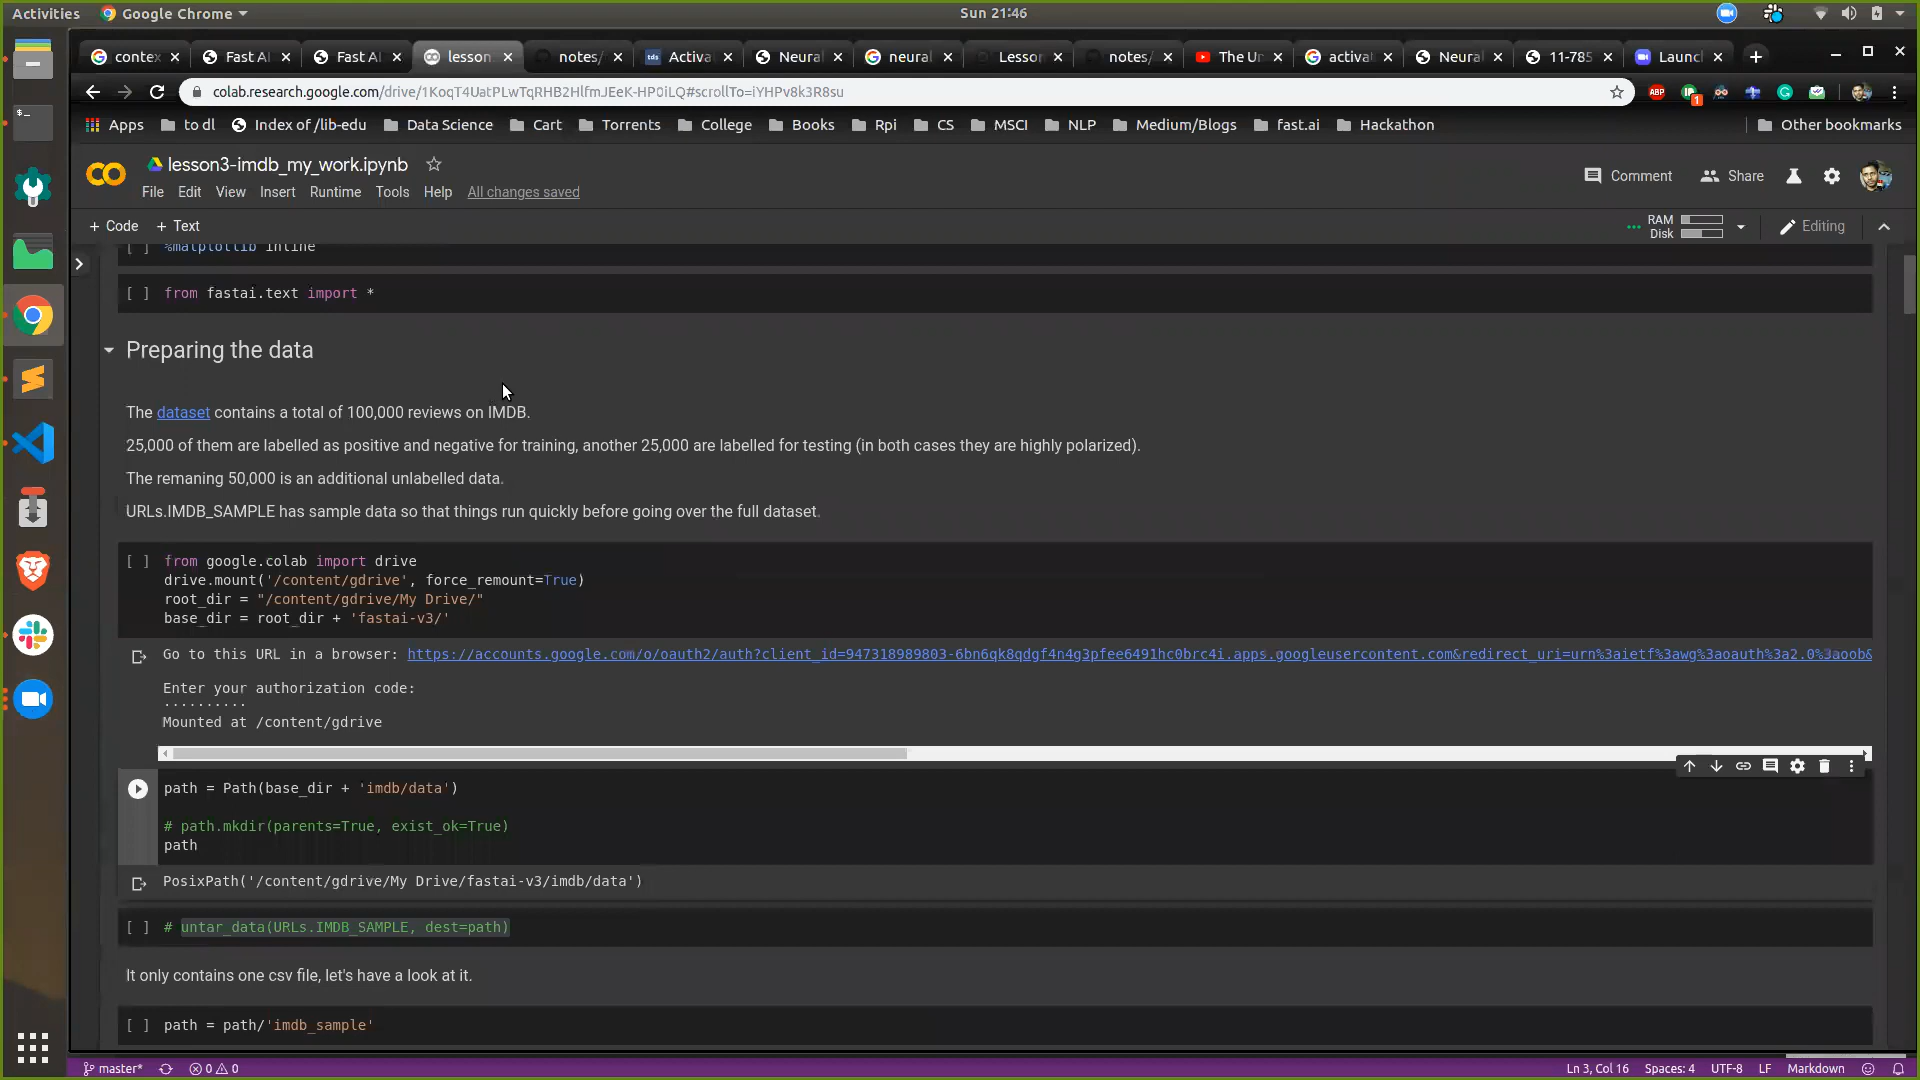 Activities Google Chrome Sun 21:46
contex Fast AI Fast AI lesson notes/ Activa Neural neural Lesson notes/ The Un activat Neural 11-785 Launc
colab.research.google.com/drive/1KoqT4UatPLwTqRHB2HlfmJEeK-HP0iLQ#scrollTo=iYHPv8k3R8su ABP 1
Apps to dl Index of /lib-edu Data Science Cart Torrents College Books Rpi CS MSCI NLP Medium/Blogs fast.ai Hackathon Other bookmarks
lesson3-imdb_my_work.ipynb
Comment Share
File Edit View Insert Runtime Tools Help All changes saved
+ Code + Text RAM Disk Editing
[ ] %matplotlib inline
[ ] from fastai.text import *
Preparing the data
The dataset contains a total of 100,000 reviews on IMDB.
25,000 of them are labelled as positive and negative for training, another 25,000 are labelled for testing (in both cases they are highly polarized).
The remaning 50,000 is an additional unlabelled data.
URLs.IMDB_SAMPLE has sample data so that things run quickly before going over the full dataset.
[ ] from google.colab import drive
drive.mount('/content/gdrive', force_remount=True)
root_dir = "/content/gdrive/My Drive/"
base_dir = root_dir + 'fastai-v3/'
Go to this URL in a browser: https://accounts.google.com/o/oauth2/auth?client_id=947318989803-6bn6qk8qdgf4n4g3pfee6491hc0brc4i.apps.googleusercontent.com&redirect_uri=urn%3aietf%3awg%3aoauth%3a2.0%3aoob&
Enter your authorization code:
··········
Mounted at /content/gdrive
path = Path(base_dir + 'imdb/data')
# path.mkdir(parents=True, exist_ok=True)
path
PosixPath('/content/gdrive/My Drive/fastai-v3/imdb/data')
[ ] # untar_data(URLs.IMDB_SAMPLE, dest=path)
It only contains one csv file, let's have a look at it.
[ ] path = path/'imdb_sample'
master* 0 0 Ln 3, Col 16 Spaces: 4 UTF-8 LF Markdown